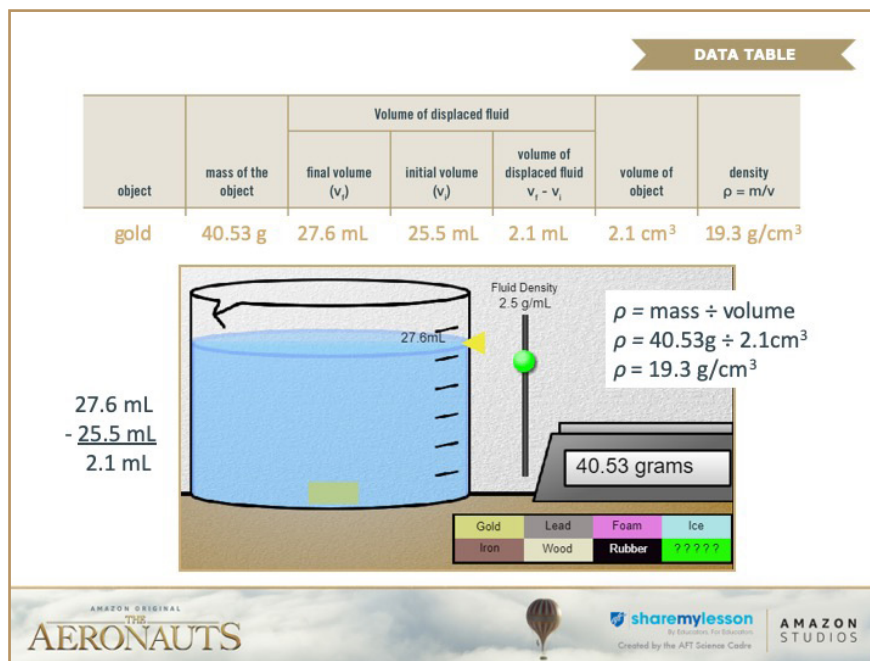 DATA TABLE
Volume of displaced fluid
object
mass of the
object
final volume
(vf)
initial volume
(vi)
volume of
displaced fluid
vf - vi
volume of
object
density
ρ = m/v
gold 40.53 g 27.6 mL 25.5 mL 2.1 mL 2.1 cm³ 19.3 g/cm³
Fluid Density
2.5 g/mL
27.6mL
ρ = mass ÷ volume
ρ = 40.53g ÷ 2.1cm³
ρ = 19.3 g/cm³
27.6 mL
- 25.5 mL
2.1 mL
40.53 grams
Gold Lead Foam Ice
Iron Wood Rubber ?????
AMAZON ORIGINAL
THE
AERONAUTS
sharemylesson
By Educators, For Educators
Created by the AFT Science Cadre
AMAZON
STUDIOS